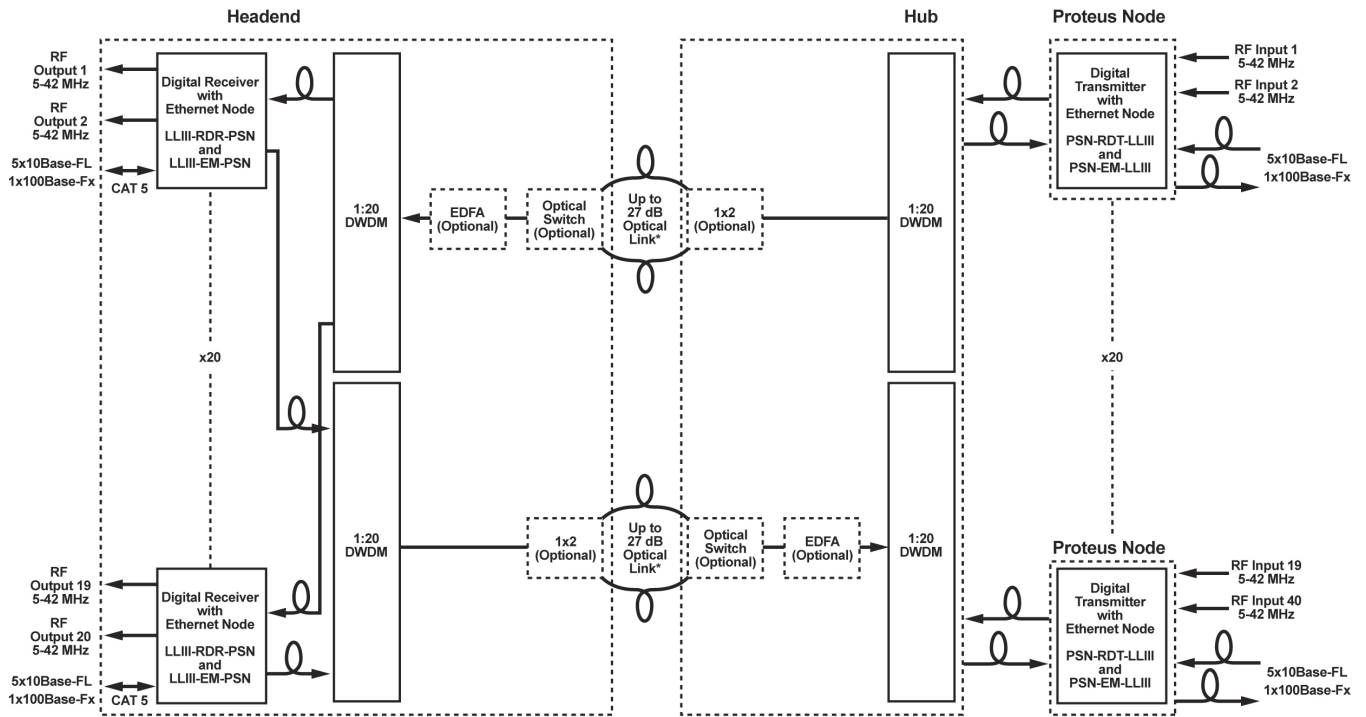 Headend
Hub
Proteus Node
RF
Output 1
5-42 MHz
RF
Output 2
5-42 MHz
5x10Base-FL
1x100Base-Fx
CAT 5
Digital Receiver
with
Ethernet Node
LLIII-RDR-PSN
and
LLIII-EM-PSN
1:20
DWDM
EDFA
(Optional)
Optical
Switch
(Optional)
Up to
27 dB
Optical
Link*
1x2
(Optional)
1:20
DWDM
Digital
Transmitter
with
Ethernet Node
PSN-RDT-LLIII
and
PSN-EM-LLIII
RF Input 1
5-42 MHz
RF Input 2
5-42 MHz
5x10Base-FL
1x100Base-Fx
x20
x20
RF
Output 19
5-42 MHz
RF
Output 20
5-42 MHz
5x10Base-FL
1x100Base-Fx
CAT 5
Digital Receiver
with
Ethernet Node
LLIII-RDR-PSN
and
LLIII-EM-PSN
1:20
DWDM
1x2
(Optional)
Up to
27 dB
Optical
Link*
Optical
Switch
(Optional)
EDFA
(Optional)
1:20
DWDM
Proteus Node
Digital
Transmitter
with
Ethernet Node
PSN-RDT-LLIII
and
PSN-EM-LLIII
RF Input 19
5-42 MHz
RF Input 40
5-42 MHz
5x10Base-FL
1x100Base-Fx